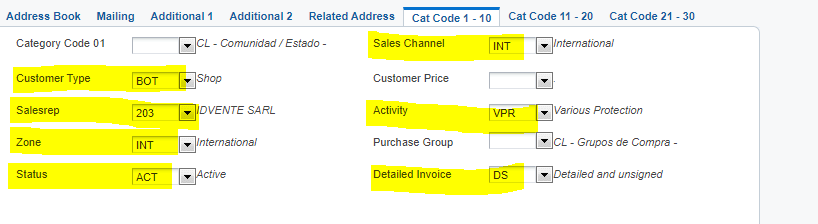 Address Book Mailing Additional 1 Additional 2 Related Address Cat Code 1 - 10 Cat Code 11 - 20 Cat Code 21 - 30
Category Code 01 CL - Comunidad / Estado - Sales Channel INT International
Customer Type BOT Shop Customer Price .
Salesrep 203 IDVENTE SARL Activity VPR Various Protection
Zone INT International Purchase Group CL - Grupos de Compra -
Status ACT Active Detailed Invoice DS Detailed and unsigned